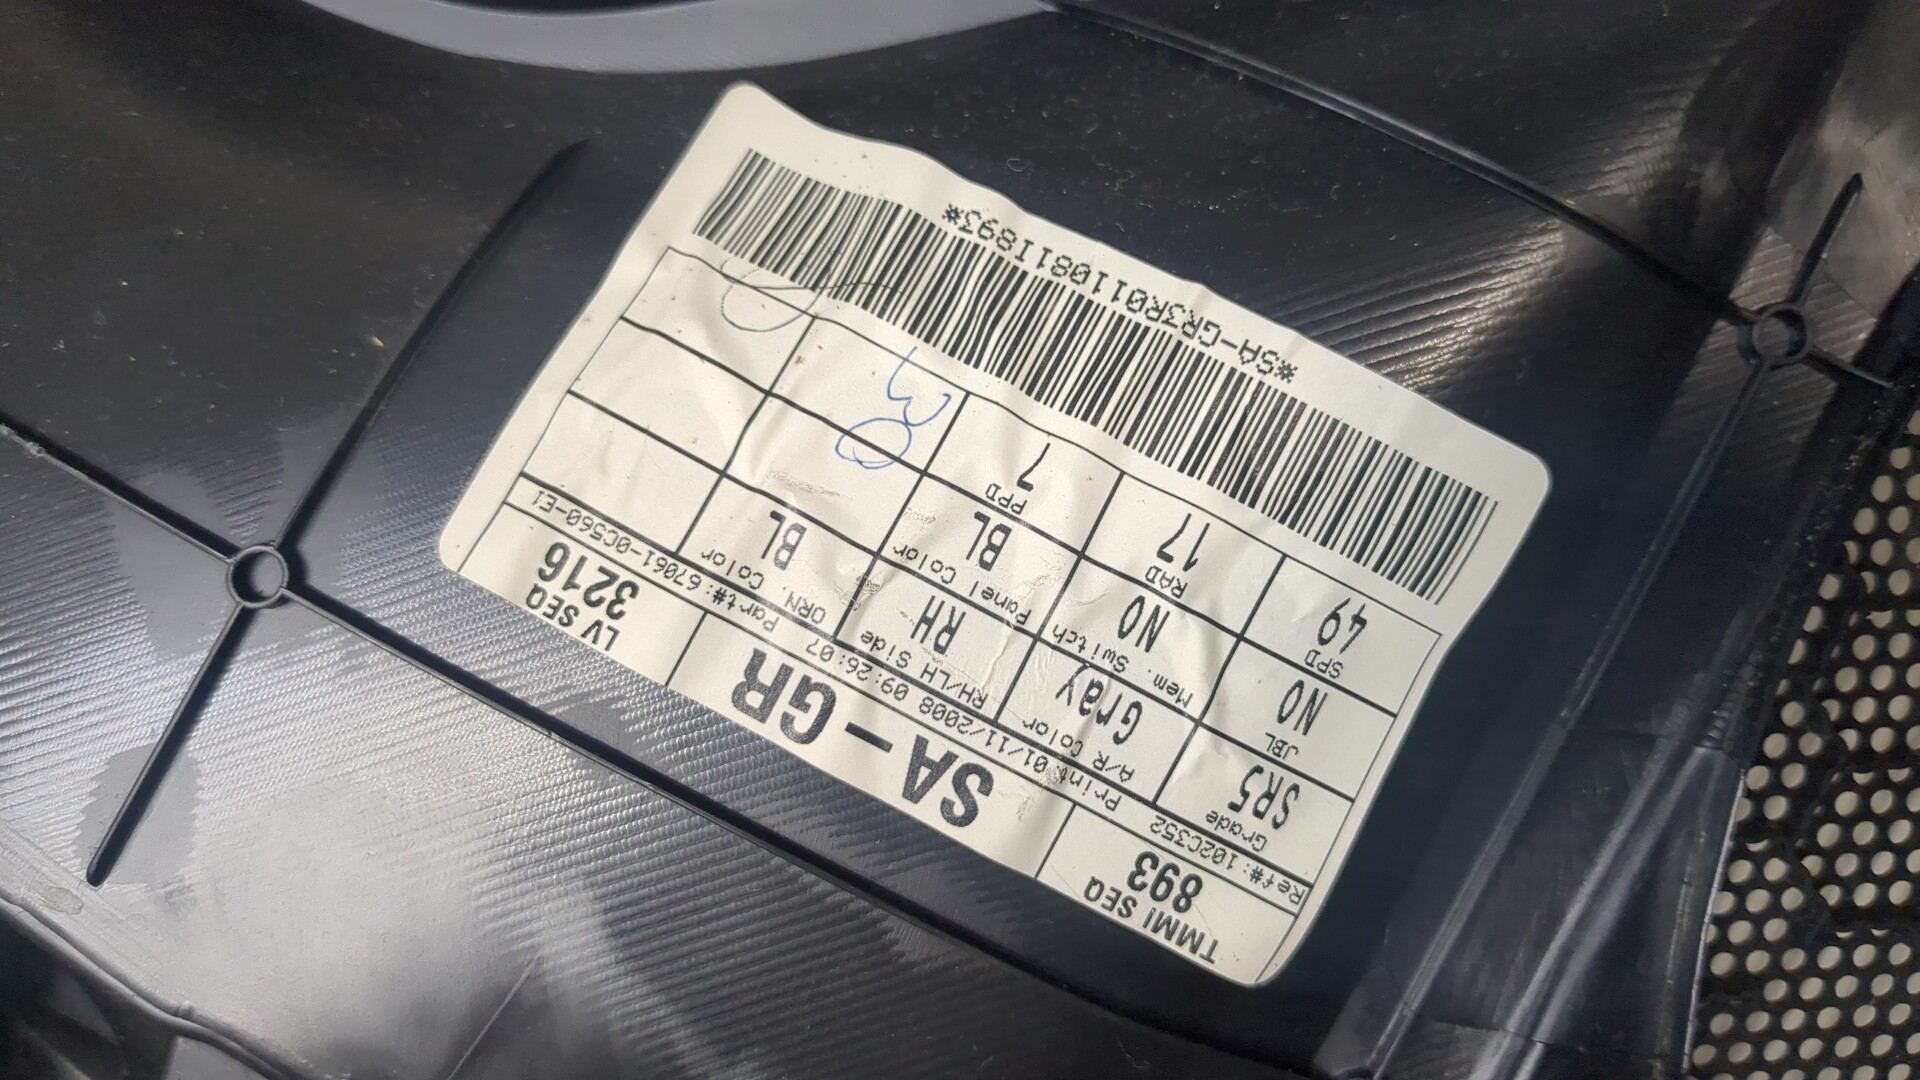 TMMI SEQ
893
SA-GR
LV SEQ
3216
Ref#: 102C352 Print 01/11/2008 09:26:07 Part#: 67061-0C560-E1
Grade
SR5
A/R Color
Gray
RH/LH Side
RH
ORN. Color
BL
JBL
NO
Mem. Switch
NO
Panel Color
BL
SPD
49
RAD
17
PPD
7
*SA-GR3R011081I893*